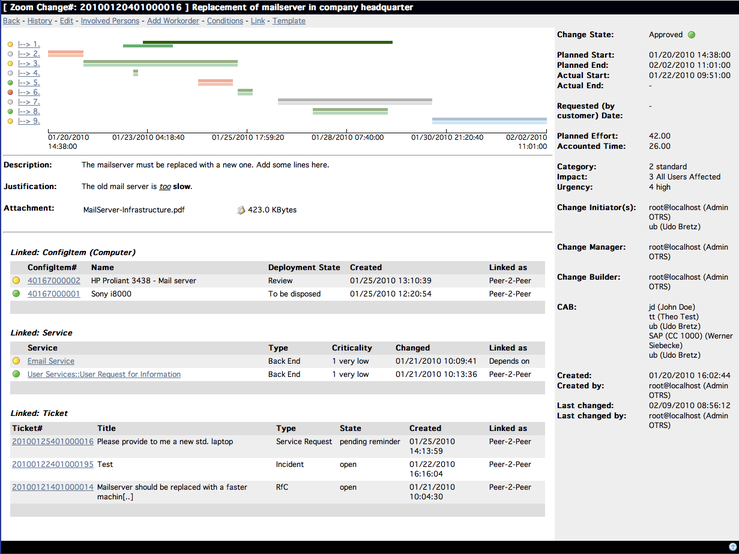 [ Zoom Change#: 20100120401000016 ] Replacement of mailserver in company headquarter
Back - History - Edit - Involved Persons - Add Workorder - Conditions - Link - Template
|--> 1.
|--> 2.
|--> 3.
|--> 4.
|--> 5.
|--> 6.
|--> 7.
|--> 8.
|--> 9.
01/20/2010 01/23 04:18:40 01/25 17:59:20 01/28 07:40:00 01/30 21:20:40 02/02/2010
14:38:00 11:01:00
Description: The mailserver must be replaced with a new one. Add some lines here.
Justification: The old mail server is too slow.
Attachment: MailServer-Infrastructure.pdf 423.0 KBytes
Linked: ConfigItem (Computer)
ConfigItem# Name Deployment State Created Linked as
40167000002 HP Proliant 3438 - Mail server Review 01/25/2010 13:10:39 Peer-2-Peer
40167000001 Sony i8000 To be disposed 01/25/2010 12:20:54 Peer-2-Peer
Linked: Service
Service Type Criticality Changed Linked as
Email Service Back End 1 very low 01/21/2010 10:09:41 Depends on
User Services::User Request for Information Back End 1 very low 01/21/2010 10:13:36 Peer-2-Peer
Linked: Ticket
Ticket# Title Type State Created Linked as
20100125401000016 Please provide to me a new std. laptop Service Request pending reminder 01/25/2010 Peer-2-Peer
14:13:59
20100122401000195 Test Incident open 01/22/2010 Peer-2-Peer
16:16:04
20100121401000014 Mailserver should be replaced with a faster RfC open 01/21/2010 Peer-2-Peer
machin[..] 10:04:30
Change State: Approved
Planned Start: 01/20/2010 14:38:00
Planned End: 02/02/2010 11:01:00
Actual Start: 01/22/2010 09:51:00
Actual End: -
Requested (by -
customer) Date:
Planned Effort: 42.00
Accounted Time: 26.00
Category: 2 standard
Impact: 3 All Users Affected
Urgency: 4 high
Change Initiator(s): root@localhost (Admin
OTRS)
ub (Udo Bretz)
Change Manager: root@localhost (Admin
OTRS)
Change Builder: root@localhost (Admin
OTRS)
CAB: jd (John Doe)
tt (Theo Test)
ub (Udo Bretz)
SAP (CC 1000) (Werner
Siebecke)
ub (Udo Bretz)
Created: 01/20/2010 16:02:44
Created by: root@localhost (Admin
OTRS)
Last changed: 02/09/2010 08:56:12
Last changed by: root@localhost (Admin
OTRS)